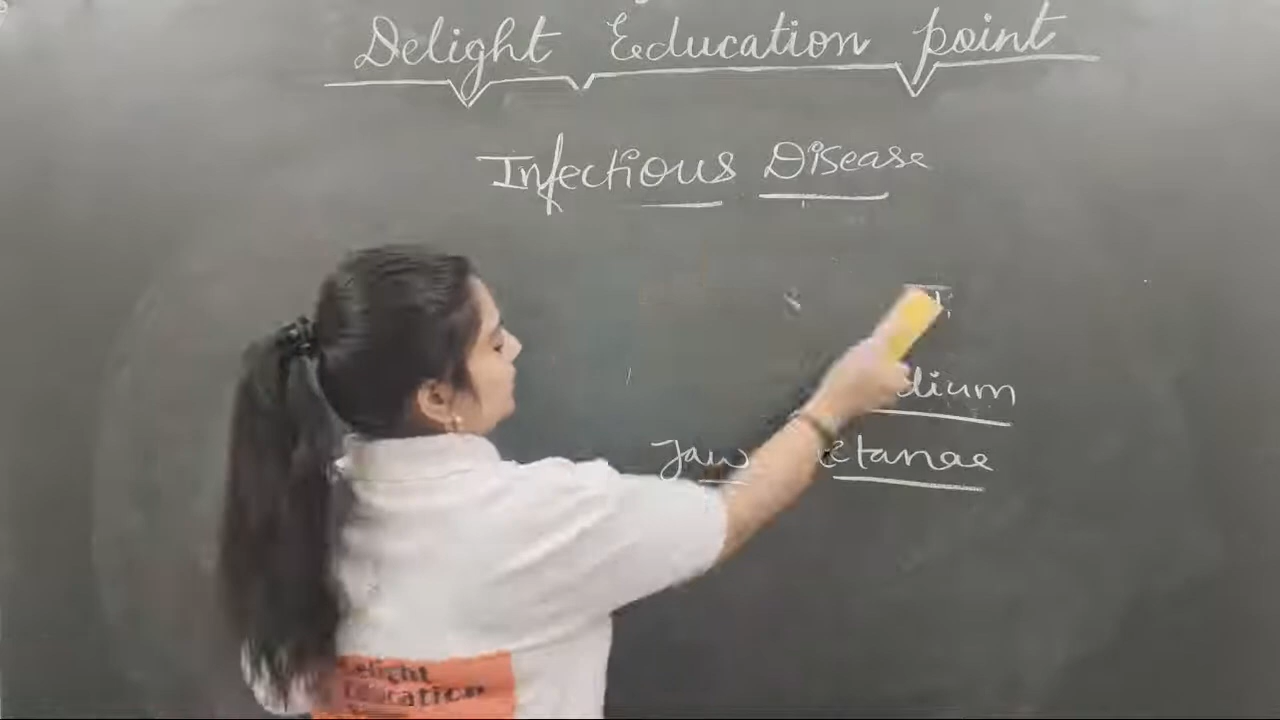 Delight Education point
Infectious Disease
dium
Jaw etanae
Delight
Education